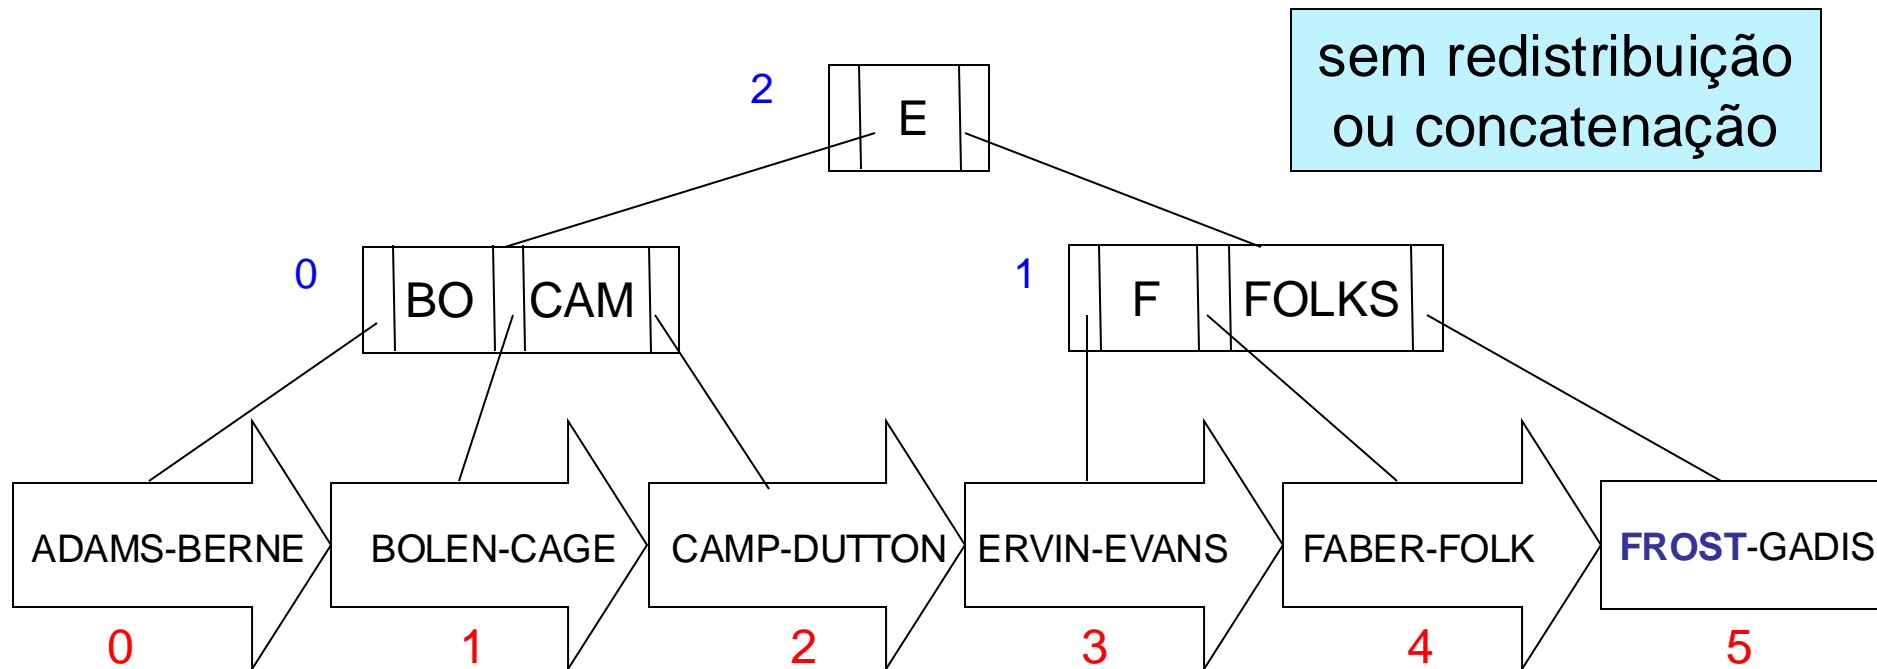 sem redistribuição
ou concatenação
2
E
0
BO CAM
1
F FOLKS
ADAMS-BERNE
BOLEN-CAGE
CAMP-DUTTON
ERVIN-EVANS
FABER-FOLK
FROST-GADIS
0
1
2
3
4
5